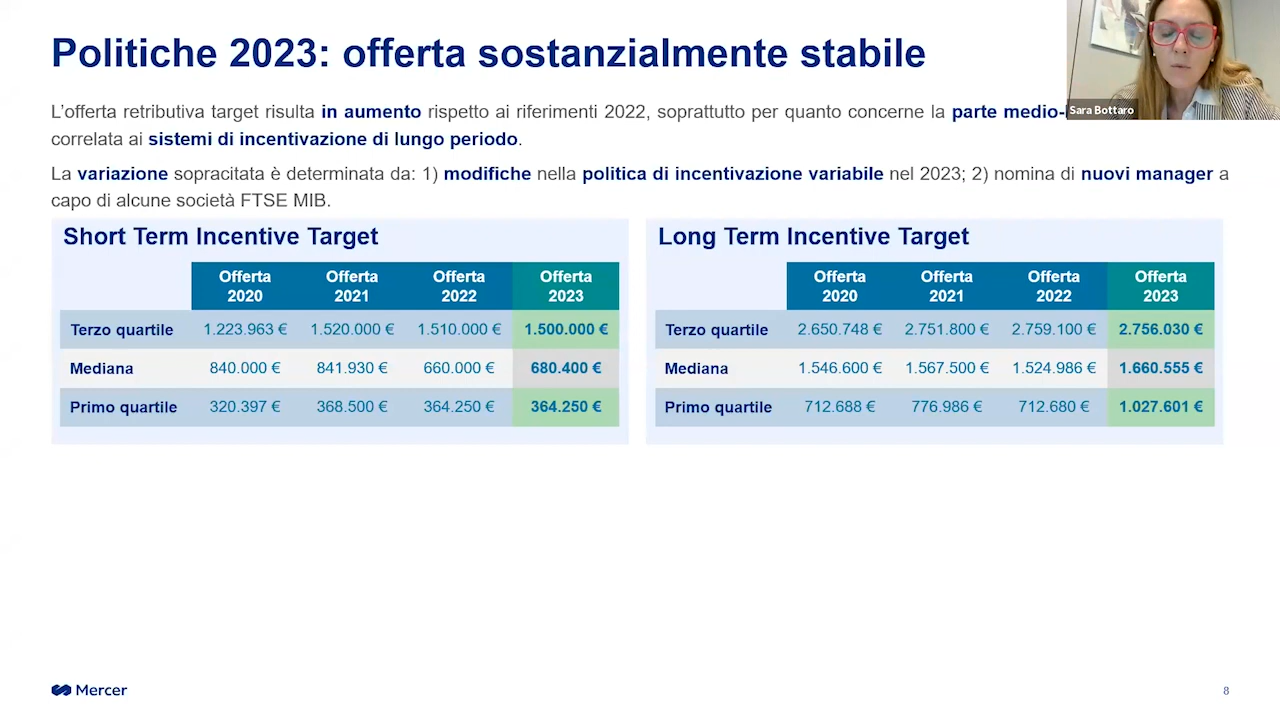 Politiche 2023: offerta sostanzialmente stabile
Sara Bottaro
L'offerta retributiva target risulta in aumento rispetto ai riferimenti 2022, soprattutto per quanto concerne la parte
correlata ai sistemi di incentivazione di lungo periodo.
La variazione sopracitata è determinata da: 1) modifiche nella politica di incentivazione variabile nel 2023; 2) nomina di nuovi manager a
capo di alcune società FTSE MIB.
Short Term Incentive Target
Offerta 2020 Offerta 2021 Offerta 2022 Offerta 2023
Terzo quartile 1.223.963 € 1.520.000 € 1.510.000 € 1.500.000 €
Mediana 840.000 € 841.930 € 660.000 € 680.400 €
Primo quartile 320.397 € 368.500 € 364.250 € 364.250 €
Long Term Incentive Target
Offerta 2020 Offerta 2021 Offerta 2022 Offerta 2023
Terzo quartile 2.650.748 € 2.751.800 € 2.759.100 € 2.756.030 €
Mediana 1.546.600 € 1.567.500 € 1.524.986 € 1.660.555 €
Primo quartile 712.688 € 776.986 € 712.680 € 1.027.601 €
Mercer
8